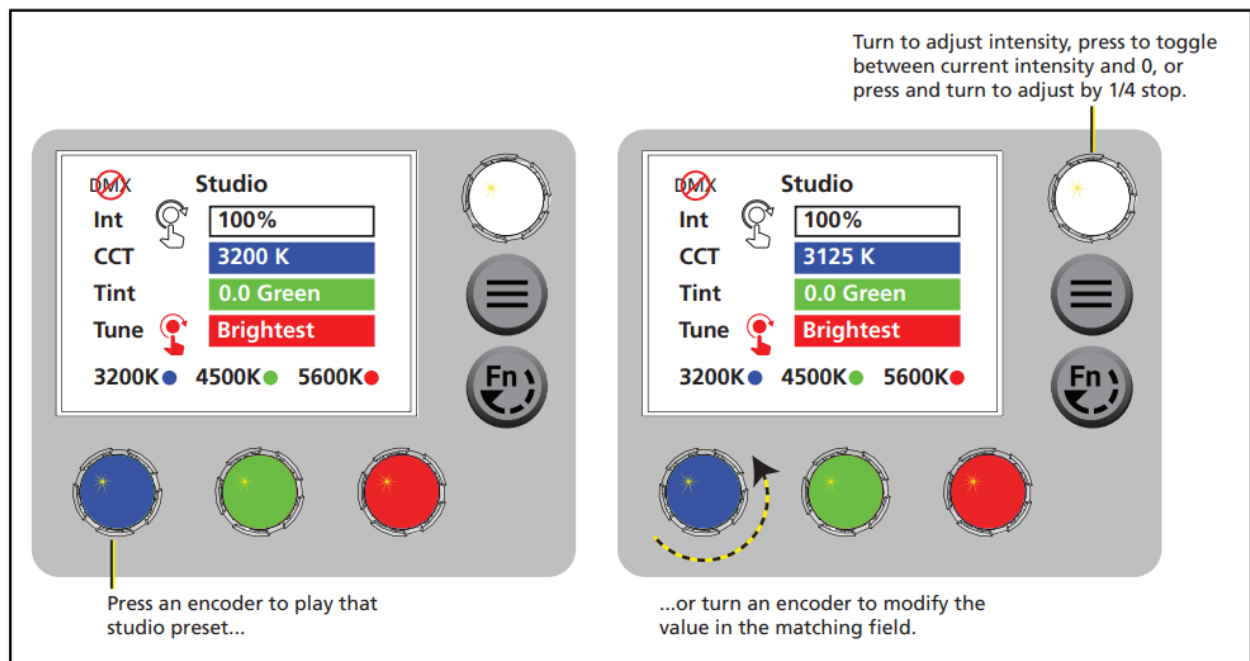 Turn to adjust intensity, press to toggle
between current intensity and 0, or
press and turn to adjust by 1/4 stop.
DMX Studio
Int 100%
CCT 3200 K
Tint 0.0 Green
Tune Brightest
3200K 4500K 5600K
Fn
Press an encoder to play that
studio preset...
DMX Studio
Int 100%
CCT 3125 K
Tint 0.0 Green
Tune Brightest
3200K 4500K 5600K
Fn
...or turn an encoder to modify the
value in the matching field.